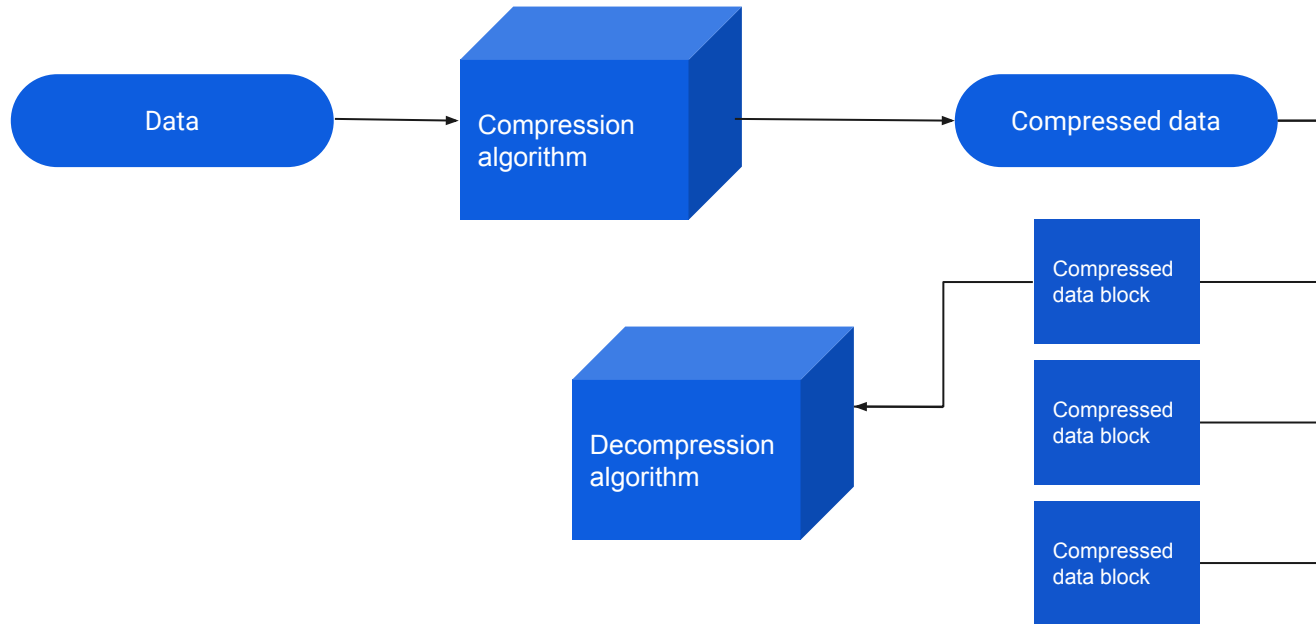 Data
Compression
algorithm
Compressed data
Compressed
data block
Decompression
algorithm
Compressed
data block
Compressed
data block